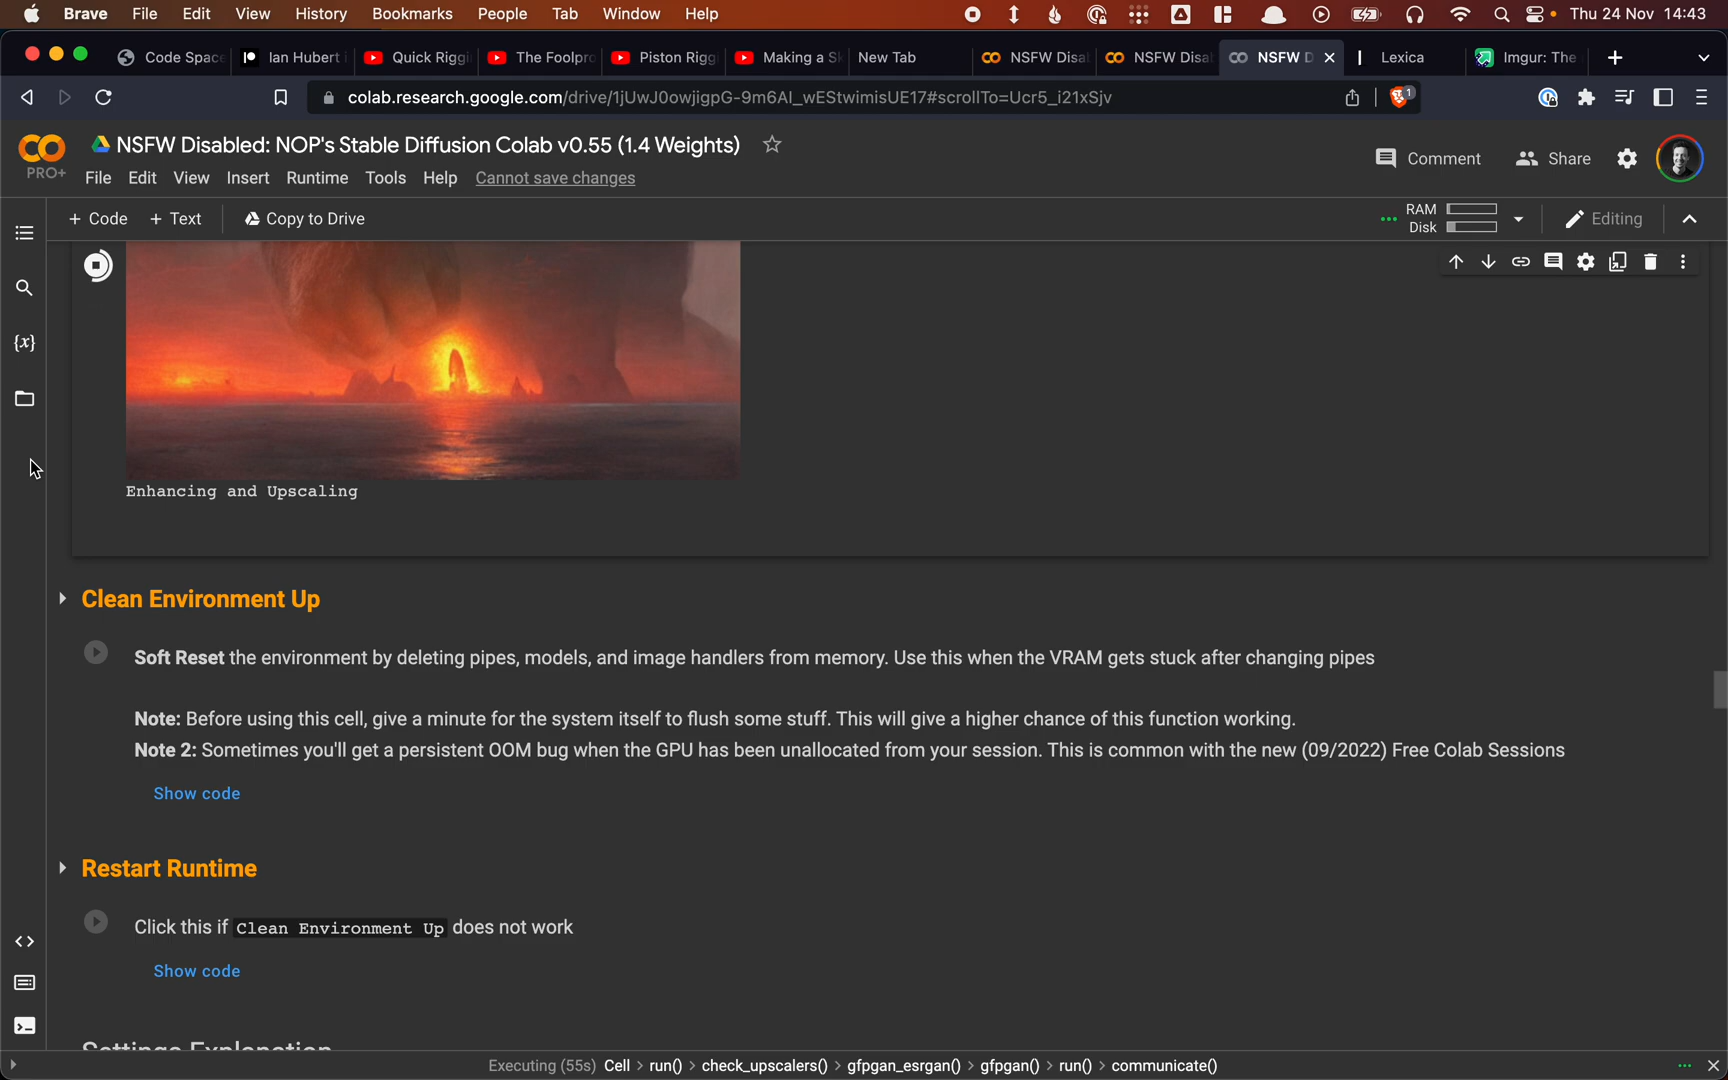 Brave File Edit View History Bookmarks People Tab Window Help Thu 24 Nov 14:43
Code Space Ian Hubert i Quick Riggi The Foolpro Piston Rigg Making a Sk New Tab NSFW Disa NSFW Disa NSFW D Lexica Imgur: The
colab.research.google.com/drive/1jUwJ0owjigpG-9m6AI_wEStwimisUE17#scrollTo=Ucr5_i21xSjv 1
NSFW Disabled: NOP's Stable Diffusion Colab v0.55 (1.4 Weights) Comment Share
PRO+ File Edit View Insert Runtime Tools Help Cannot save changes
+ Code + Text Copy to Drive RAM Disk Editing
{x}
Enhancing and Upscaling
Clean Environment Up
Soft Reset the environment by deleting pipes, models, and image handlers from memory. Use this when the VRAM gets stuck after changing pipes
Note: Before using this cell, give a minute for the system itself to flush some stuff. This will give a higher chance of this function working.
Note 2: Sometimes you'll get a persistent OOM bug when the GPU has been unallocated from your session. This is common with the new (09/2022) Free Colab Sessions
Show code
Restart Runtime
Click this if Clean Environment Up does not work
Show code
Settings Explanation
Executing (55s) Cell > run() > check_upscalers() > gfpgan_esrgan() > gfpgan() > run() > communicate()